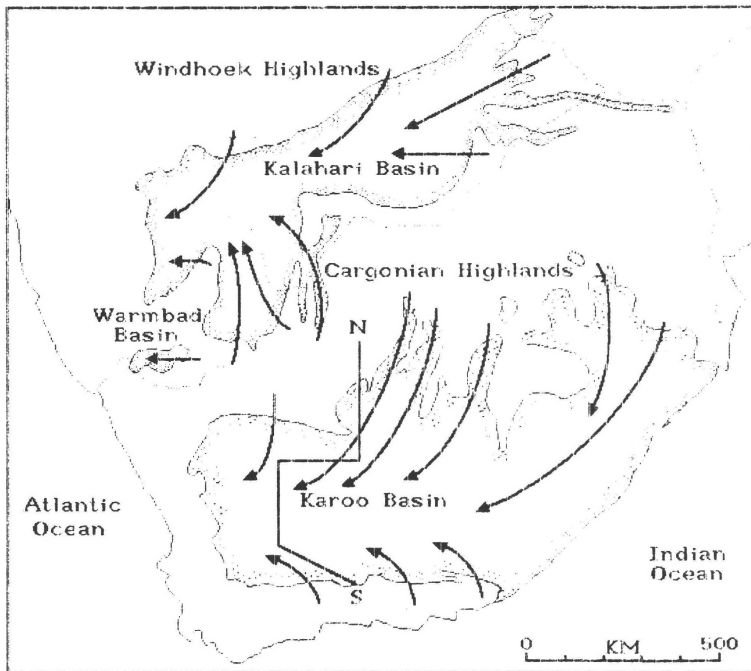 Windhoek Highlands
Kalahari Basin
Cargonian Highlands
Warmbad
Basin
N
Karoo Basin
Atlantic
Ocean
Indian
Ocean
S
0 KM 500